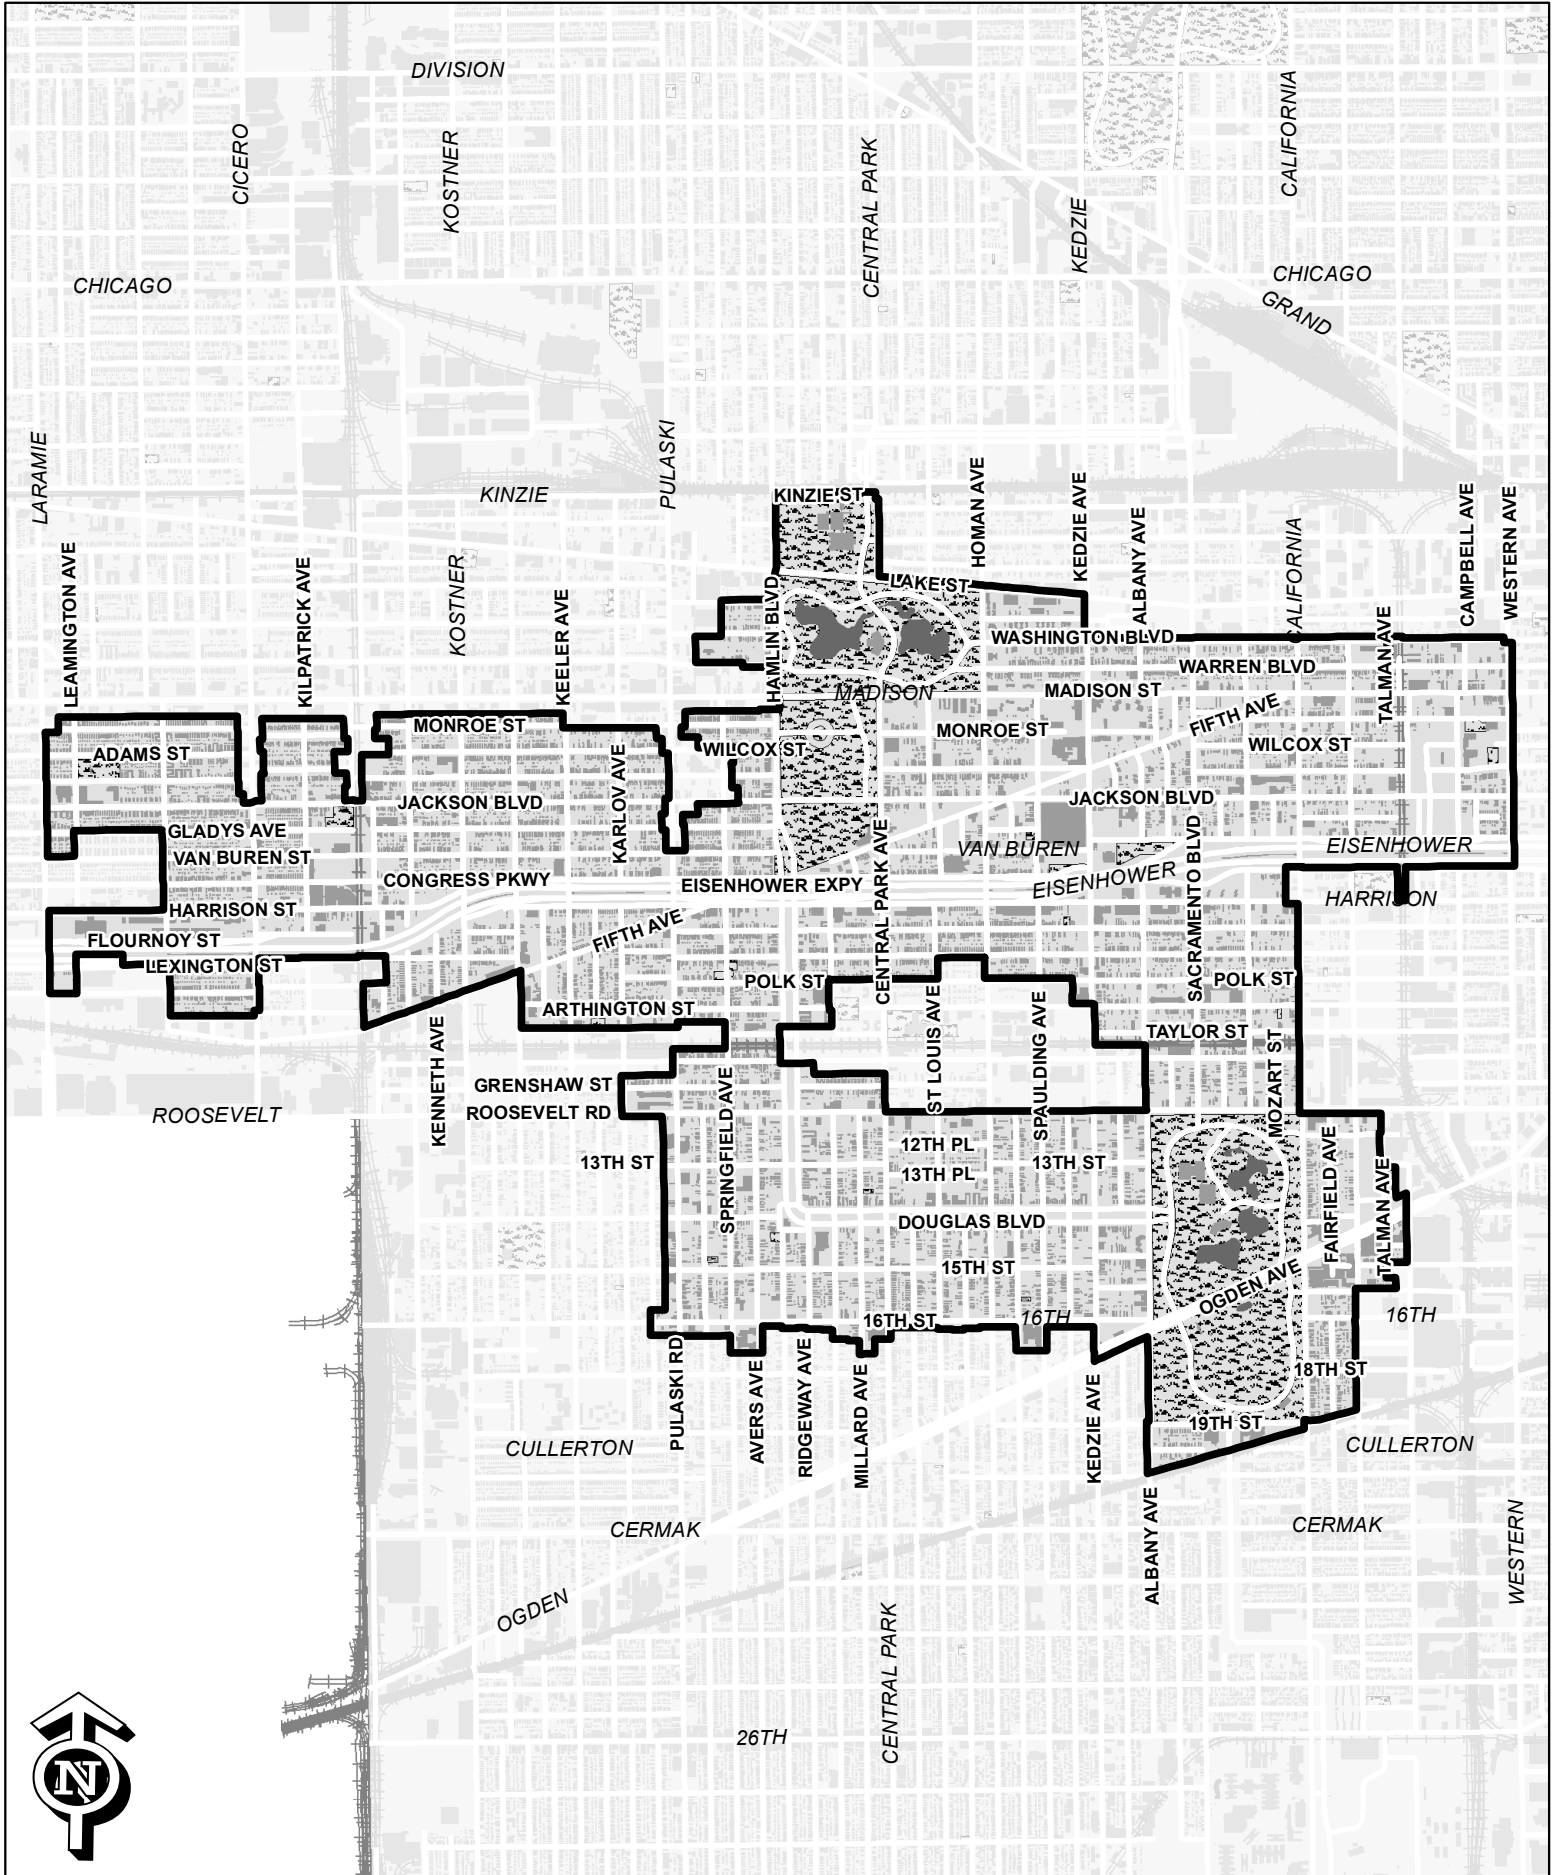 DIVISION
CICERO
KOSTNER
CENTRAL PARK
KEDZIE
CALIFORNIA
CHICAGO
CHICAGO
GRAND
LARAMIE
PULASKI
KINZIE
KINZIE ST
HOMAN AVE
KEDZIE AVE
ALBANY AVE
CALIFORNIA
CAMPBELL AVE
WESTERN AVE
LEAMINGTON AVE
KILPATRICK AVE
KOSTNER
KEELER AVE
HAMLIN BLVD
LAKE ST
WASHINGTON BLVD
TALMAN AVE
WARREN BLVD
MADISON
MADISON ST
MONROE ST
MONROE ST
FIFTH AVE
ADAMS ST
WILCOX ST
WILCOX ST
KARLOV AVE
JACKSON BLVD
JACKSON BLVD
GLADYS AVE
VAN BUREN ST
VAN BUREN
EISENHOWER
CENTRAL PARK AVE
SACRAMENTO BLVD
CONGRESS PKWY
EISENHOWER EXPY
EISENHOWER
HARRISON
HARRISON ST
FLOURNOY ST
FIFTH AVE
LEXINGTON ST
POLK ST
POLK ST
ARTHINGTON ST
ST LOUIS AVE
SPAULDING AVE
TAYLOR ST
MOZART ST
KENNETH AVE
GRENSHAW ST
ROOSEVELT
ROOSEVELT RD
SPRINGFIELD AVE
12TH PL
13TH ST
13TH PL
13TH ST
FAIRFIELD AVE
TALMAN AVE
DOUGLAS BLVD
15TH ST
OGDEN AVE
16TH ST
16TH
16TH
PULASKI RD
AVERS AVE
RIDGEWAY AVE
MILLARD AVE
KEDZIE AVE
18TH ST
19TH ST
CULLERTON
CULLERTON
CERMAK
CERMAK
ALBANY AVE
WESTERN
OGDEN
CENTRAL PARK
26TH
N